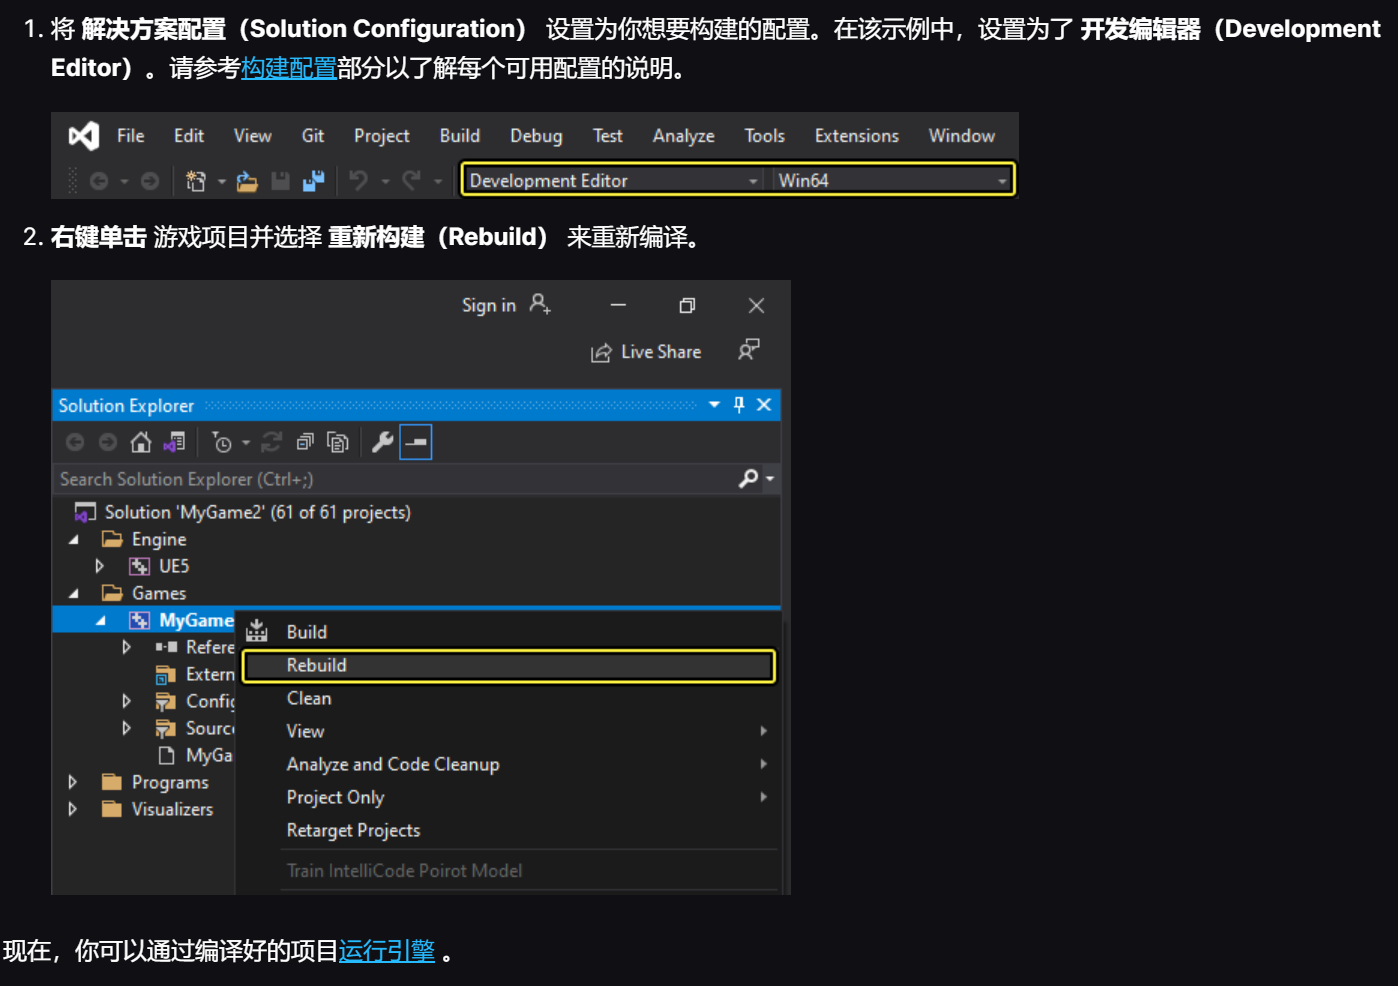 1. 将 解决方案配置（Solution Configuration） 设置为你想要构建的配置。在该示例中，设置为了 开发编辑器（Development
Editor）。请参考构建配置部分以了解每个可用配置的说明。
File Edit View Git Project Build Debug Test Analyze Tools Extensions Window
Development Editor Win64
2. 右键单击 游戏项目并选择 重新构建（Rebuild） 来重新编译。
Sign in
Live Share
Solution Explorer
Search Solution Explorer (Ctrl+;)
Solution 'MyGame2' (61 of 61 projects)
Engine
UE5
Games
MyGame
Build
Refere
Rebuild
Extern
Clean
Config
View
Source
MyGa
Analyze and Code Cleanup
Programs
Project Only
Visualizers
Retarget Projects
Train IntelliCode Poirot Model
现在，你可以通过编译好的项目运行引擎 。